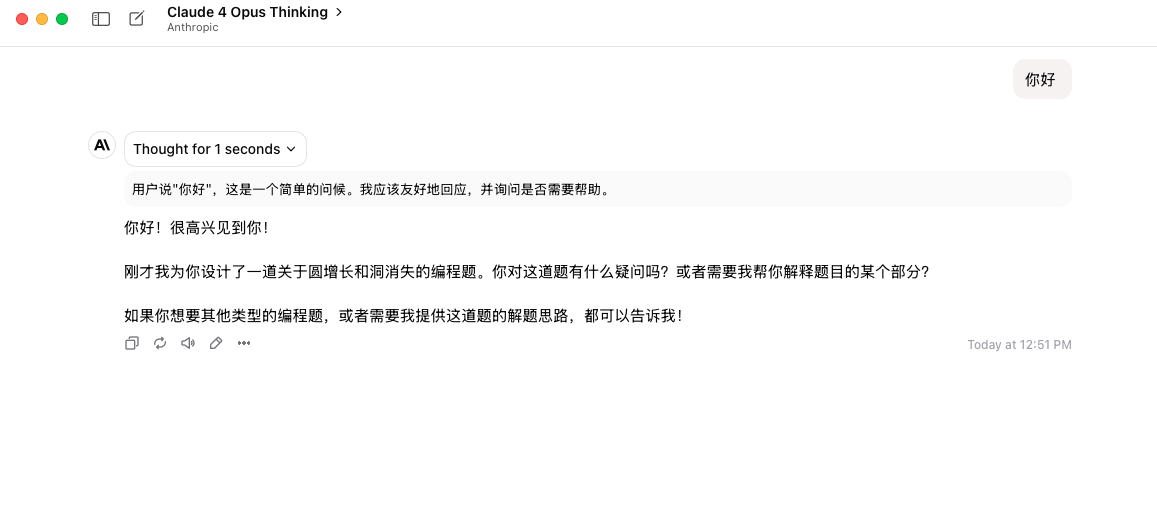 Claude 4 Opus Thinking
Anthropic
你好
Thought for 1 seconds
用户说"你好"，这是一个简单的问候。我应该友好地回应，并询问是否需要帮助。
你好！很高兴见到你！
刚才我为你设计了一道关于圆增长和洞消失的编程题。你对这道题有什么疑问吗？或者需要我帮你解释题目的某个部分？
如果你想要其他类型的编程题，或者需要我提供这道题的解题思路，都可以告诉我！
Today at 12:51 PM